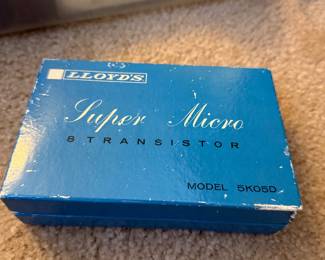 LLOYD'S
Super Micro
8 TRANSISTOR
MODEL 5K05D